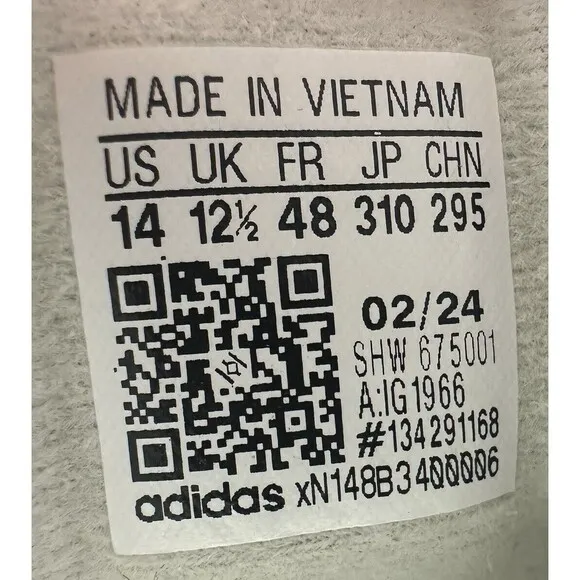 MADE IN VIETNAM
US UK FR JP CHN
14 12½ 48 310 295
02/24
SHW 675001
A:IG1966
#134291168
adidas xN148B3400006